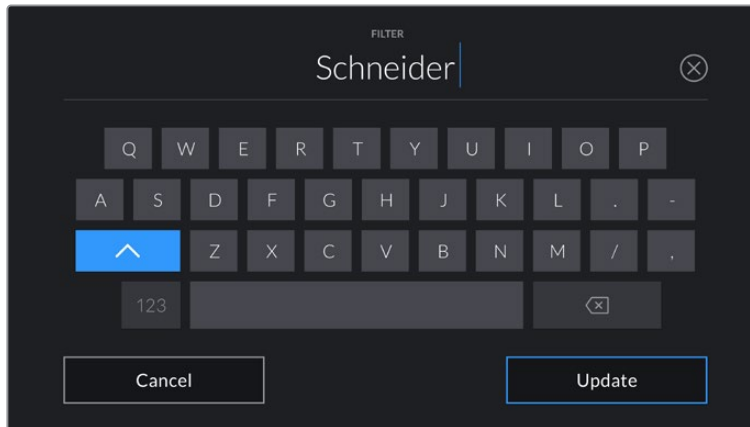 FILTER
Schneider
Q W E R T Y U I O P
A S D F G H J K L . -
Z X C V B N M / ,
123
Cancel Update